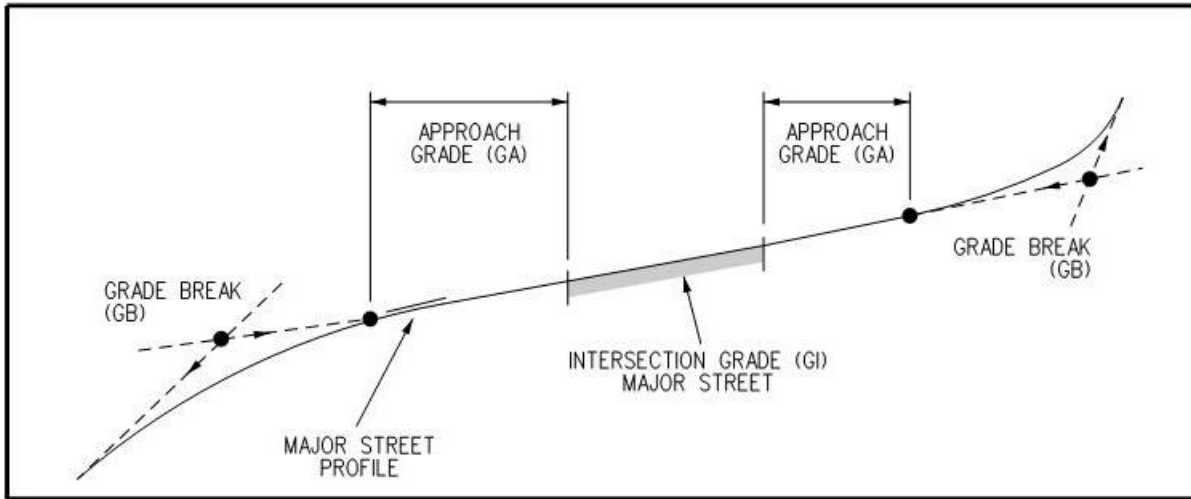 APPROACH
GRADE (GA)
APPROACH
GRADE (GA)
GRADE BREAK
(GB)
GRADE BREAK
(GB)
INTERSECTION GRADE (GI)
MAJOR STREET
MAJOR STREET
PROFILE